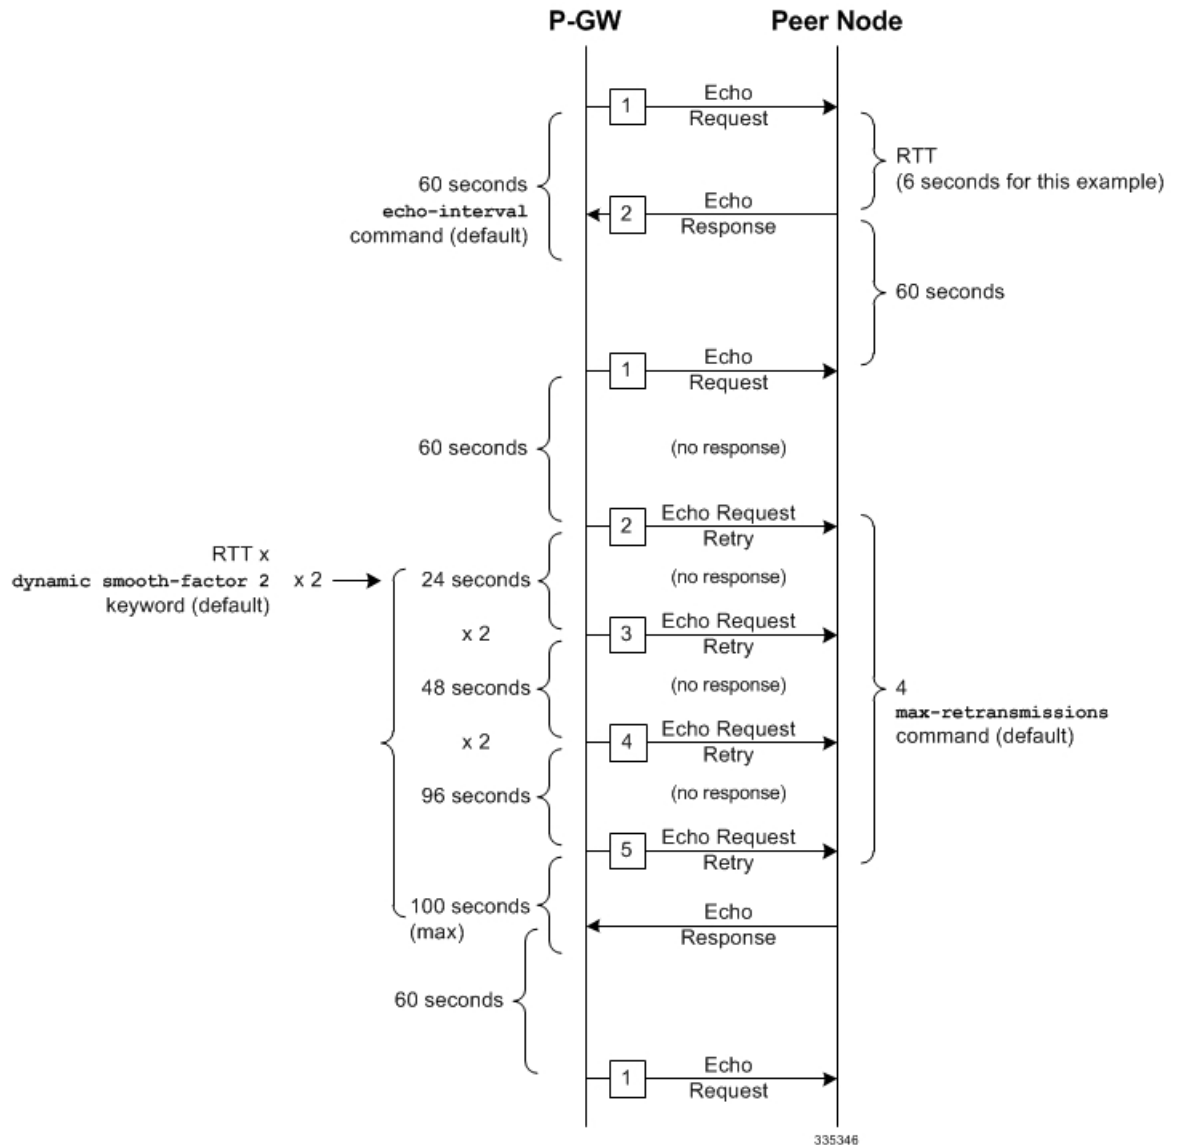 P-GW
Peer Node
1
Echo
Request
RTT
(6 seconds for this example)
60 seconds
echo-interval
command (default)
2
Echo
Response
60 seconds
1
Echo
Request
60 seconds
(no response)
2
Echo Request
Retry
RTT x
dynamic smooth-factor 2
keyword (default)
x 2
24 seconds
(no response)
x 2
3
Echo Request
Retry
48 seconds
(no response)
4
max-retransmissions
command (default)
x 2
4
Echo Request
Retry
96 seconds
(no response)
5
Echo Request
Retry
100 seconds
(max)
Echo
Response
60 seconds
1
Echo
Request
335346